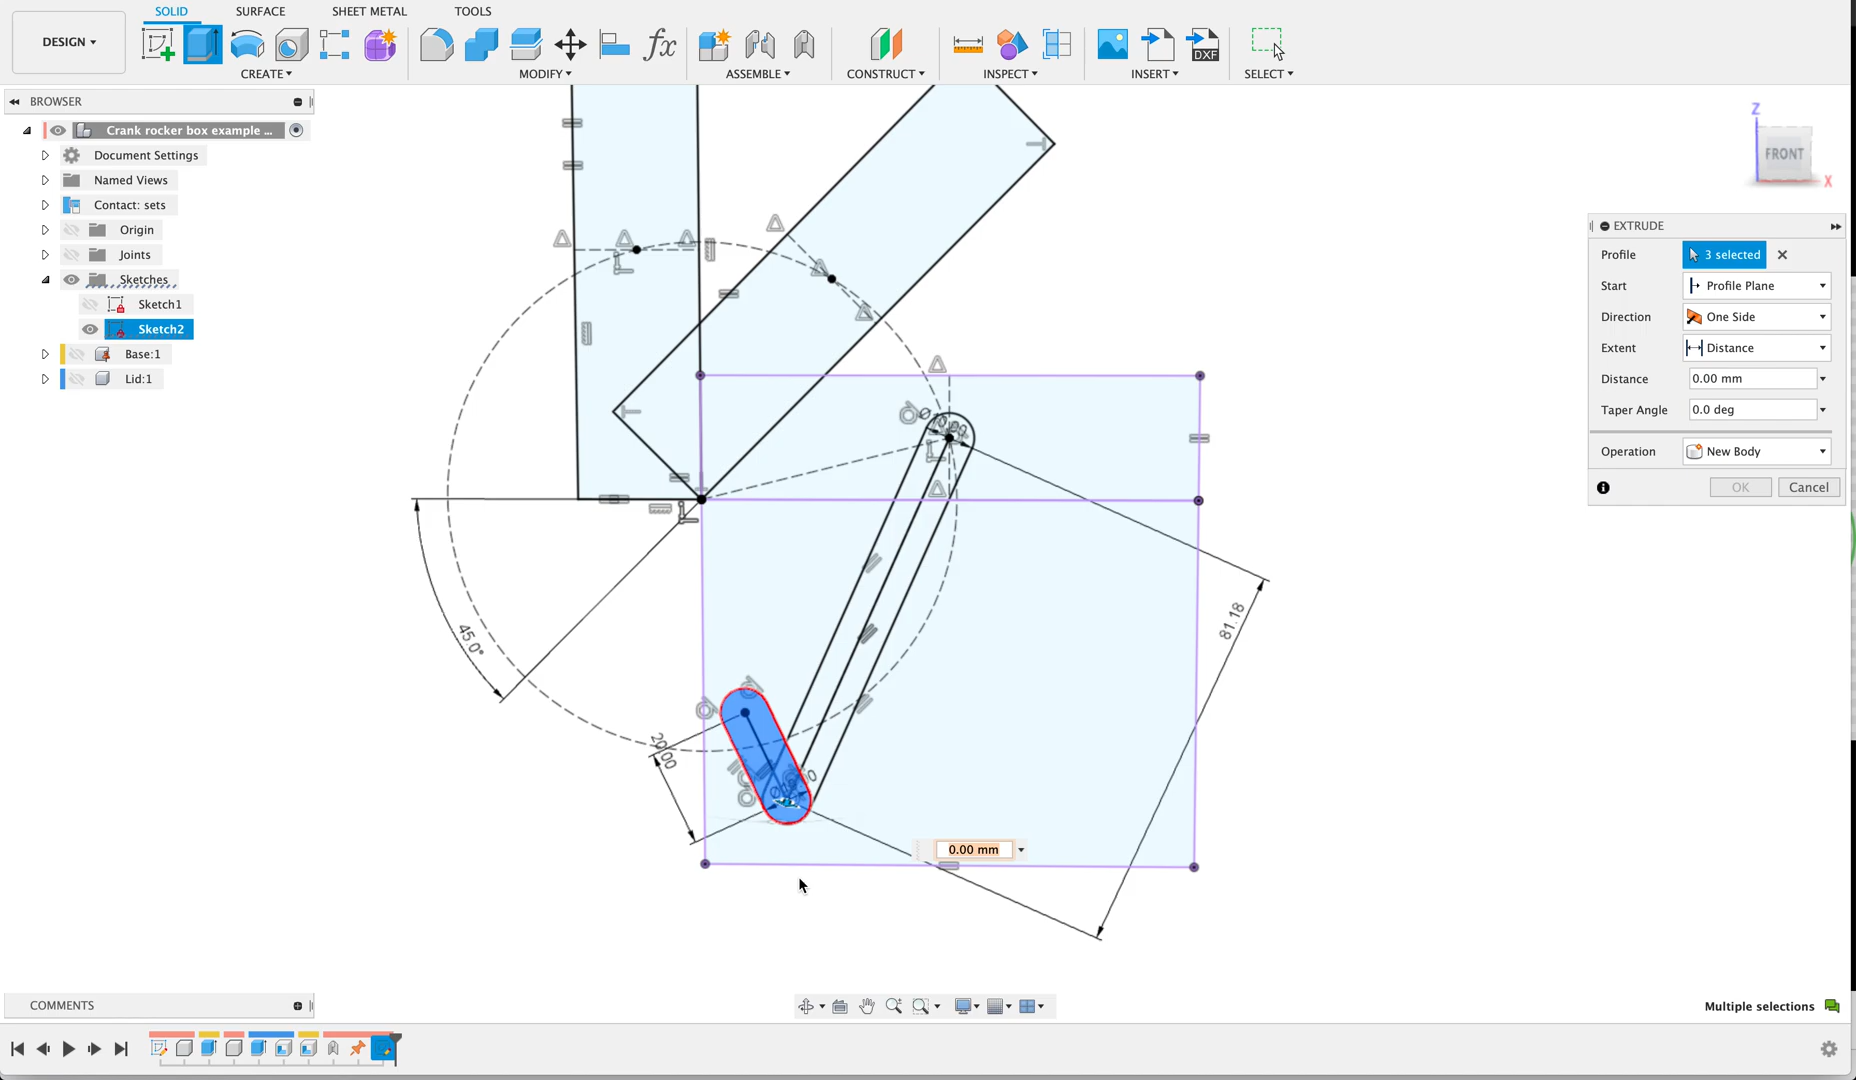 SOLID SURFACE SHEET METAL TOOLS
DESIGN
CREATE MODIFY ASSEMBLE CONSTRUCT INSPECT INSERT SELECT
fx
DXF
BROWSER
Crank rocker box example ...
Document Settings
Named Views
Contact: sets
Origin
Joints
Sketches
Sketch1
Sketch2
Base:1
Lid:1
Z
FRONT
X
EXTRUDE
Profile 3 selected
Start Profile Plane
Direction One Side
Extent Distance
Distance 0.00 mm
Taper Angle 0.0 deg
Operation New Body
OK Cancel
45.0°
81.18
20.00
0.00 mm
COMMENTS
Multiple selections